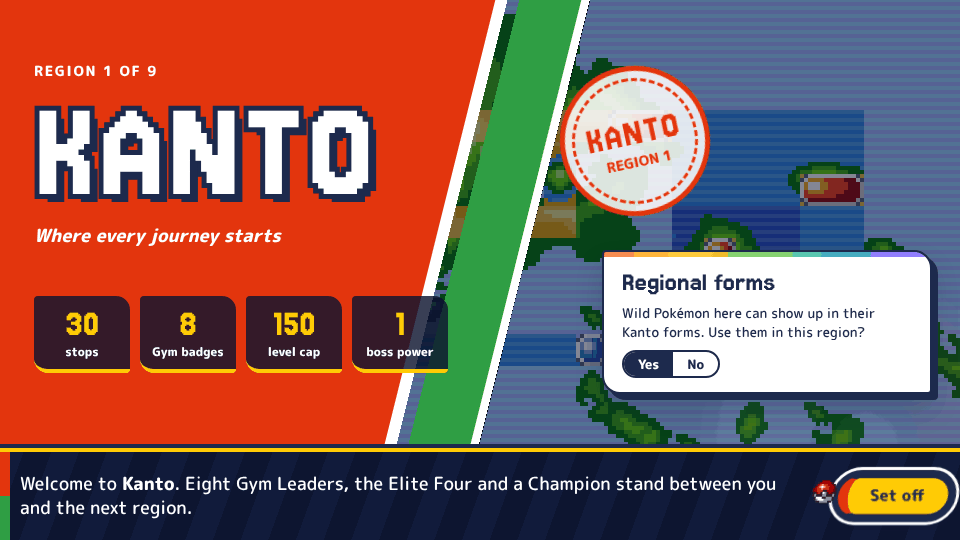 REGION 1 OF 9
KANTO
Where every journey starts
30
stops
8
Gym badges
150
level cap
1
boss power
KANTO
REGION 1
Regional forms
Wild Pokémon here can show up in their
Kanto forms. Use them in this region?
Yes No
Welcome to Kanto. Eight Gym Leaders, the Elite Four and a Champion stand between you
and the next region.
Set off